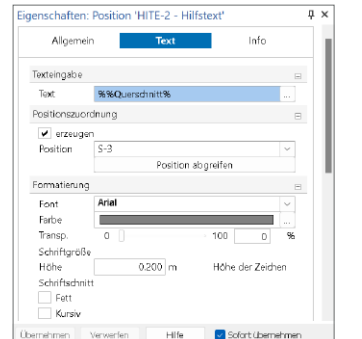 Eigenschaften: Position 'HITE-2 - Hilfstext'
Allgemein Text Info
Texteingabe
Text %%Querschnitt% ...
Positionszuordnung
erzeugen
Position S-3
Position abgreifen
Formatierung
Font Arial
Farbe ...
Transp. 0 100 0 %
Schriftgröße
Höhe 0.200 m Höhe der Zeichen
Schriftschnitt
Fett
Kursiv
Übernehmen Verwerfen Hilfe Sofort übernehmen